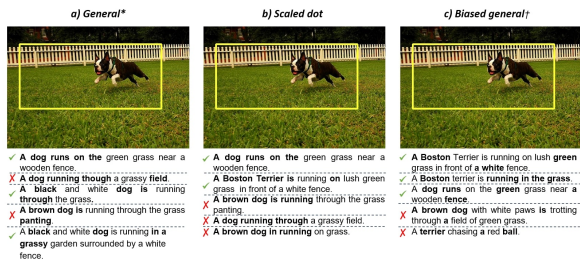 a) General*
✓ A dog runs on the green grass near a
wooden fence.
✗ A dog running though a grassy field.
✓ A black and white dog is running
through the grass.
✗ A brown dog is running through the grass
panting.
✓ A black and white dog is running in a
grassy garden surrounded by a white
fence.
b) Scaled dot
✓ A dog runs on the green grass near a
wooden fence.
✓ A Boston Terrier is running on lush green
grass in front of a white fence.
✗ A brown dog is running through the grass
panting.
✗ A dog running through a grassy field.
✗ A brown dog in running on grass.
c) Biased general†
✓ A Boston Terrier is running on lush green
grass in front of a white fence.
✓ A Boston terrier is running in the grass.
✓ A dog runs on the green grass near a
wooden fence.
✗ A brown dog with white paws is trotting
through a field of green grass.
✗ A terrier chasing a red ball.